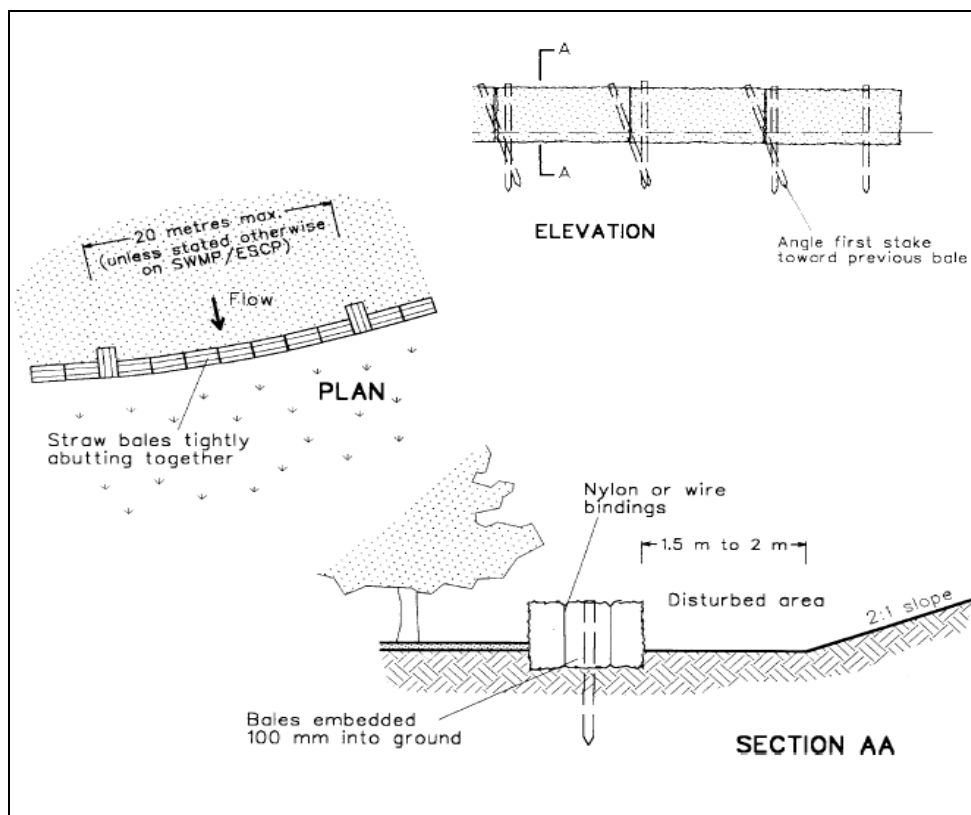 A
A
ELEVATION
Angle first stake
toward previous bale
20 metres max.
(unless stated otherwise
on SWMP/ESCP)
Flow
PLAN
Straw bales tightly
abutting together
Nylon or wire
bindings
1.5 m to 2 m
Disturbed area
2:1 slope
Bales embedded
100 mm into ground
SECTION AA